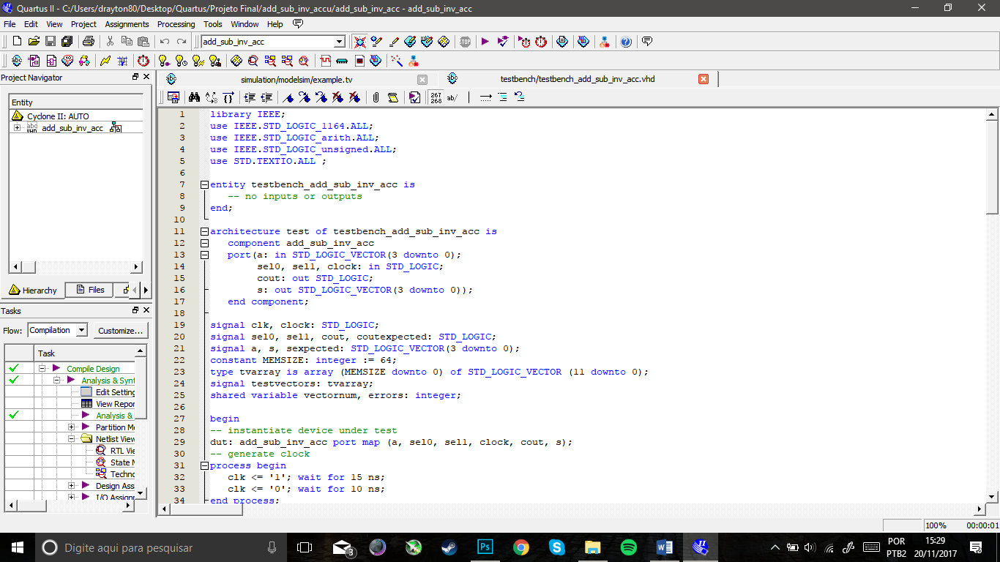 Quartus II - C:/Users/drayton80/Desktop/Quartus/Projeto Final/add_sub_inv_accu/add_sub_inv_acc - add_sub_inv_acc
File Edit View Project Assignments Processing Tools Window Help
add_sub_inv_acc
STOP
Project Navigator
simulation/modelsim/example.tv
testbench/testbench_add_sub_inv_acc.vhd
267
268
ab/
Entity
Cyclone II: AUTO
add_sub_inv_acc
Hierarchy
Files
Tasks
Flow: Compilation
Customize...
Task
Compile Design
Analysis & Synt
Edit Setting
View Repor
Analysis &
Partition Me
Netlist View
RTL Vie
State M
Techno
Design Ass
I/O Assignm
1 library IEEE;
2 use IEEE.STD_LOGIC_1164.ALL;
3 use IEEE.STD_LOGIC_arith.ALL;
4 use IEEE.STD_LOGIC_unsigned.ALL;
5 use STD.TEXTIO.ALL ;
6
7 entity testbench_add_sub_inv_acc is
8 -- no inputs or outputs
9 end;
10
11 architecture test of testbench_add_sub_inv_acc is
12 component add_sub_inv_acc
13 port(a: in STD_LOGIC_VECTOR(3 downto 0);
14 sel0, sel1, clock: in STD_LOGIC;
15 cout: out STD_LOGIC;
16 s: out STD_LOGIC_VECTOR(3 downto 0));
17 end component;
18
19 signal clk, clock: STD_LOGIC;
20 signal sel0, sel1, cout, coutexpected: STD_LOGIC;
21 signal a, s, sexpected: STD_LOGIC_VECTOR(3 downto 0);
22 constant MEMSIZE: integer := 64;
23 type tvarray is array (MEMSIZE downto 0) of STD_LOGIC_VECTOR (11 downto 0);
24 signal testvectors: tvarray;
25 shared variable vectornum, errors: integer;
26
27 begin
28 -- instantiate device under test
29 dut: add_sub_inv_acc port map (a, sel0, sel1, clock, cout, s);
30 -- generate clock
31 process begin
32 clk <= '1'; wait for 15 ns;
33 clk <= '0'; wait for 10 ns;
34 end process;
100% 00:00:01
Digite aqui para pesquisar
3
Ps
POR
PTB2
15:29
20/11/2017